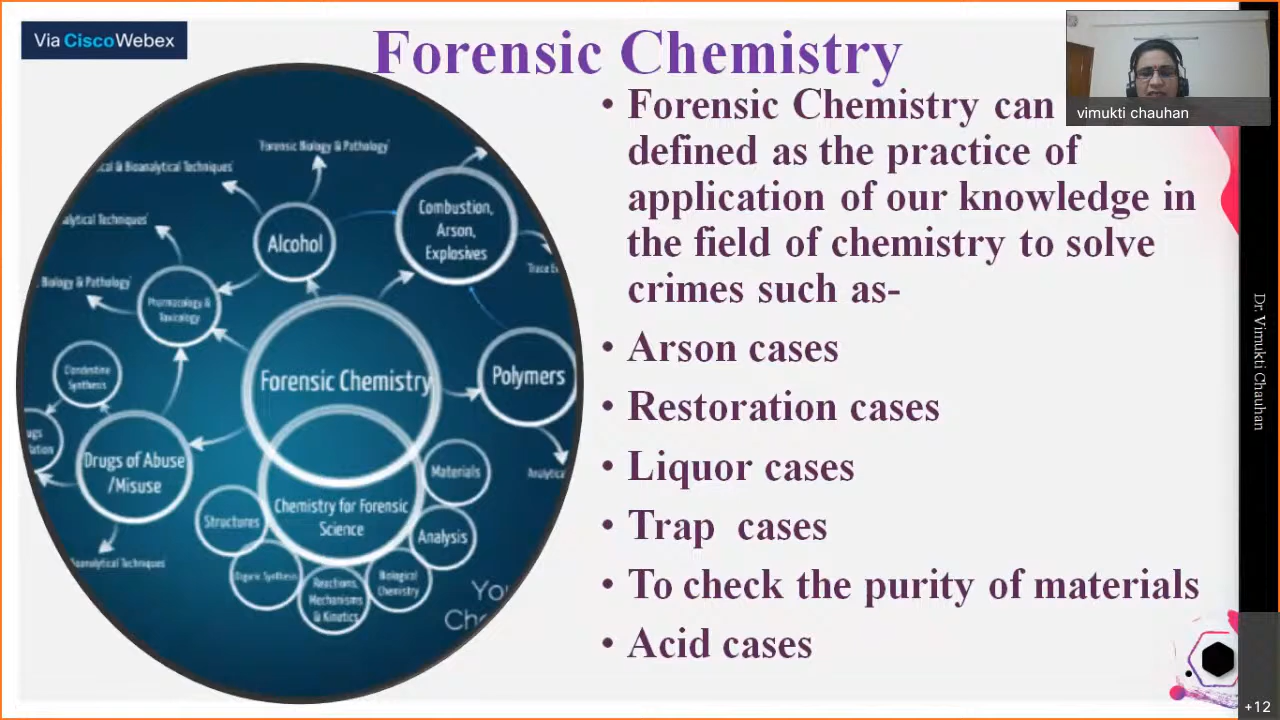 Via CiscoWebex
Forensic Chemistry
vimukti chauhan
• Forensic Chemistry can
defined as the practice of
application of our knowledge in
the field of chemistry to solve
crimes such as-
• Arson cases
• Restoration cases
• Liquor cases
• Trap cases
• To check the purity of materials
• Acid cases
'Forensic Biology & Pathology'
& Bioanalytical Techniques'
Techniques'
Biology & Pathology'
Alcohol
Combustion,
Arson,
Explosives
Pharmacology &
Toxicology
Clandestine
Synthesis
Forensic Chemistry
Polymers
Drugs of Abuse
/Misuse
Chemistry for Forensic
Science
Materials
Structures
Analysis
Organic Synthesis
Reactions,
Mechanisms
& Kinetics
Biological
Chemistry
Techniques
Dr. Vimukti Chauhan
+12